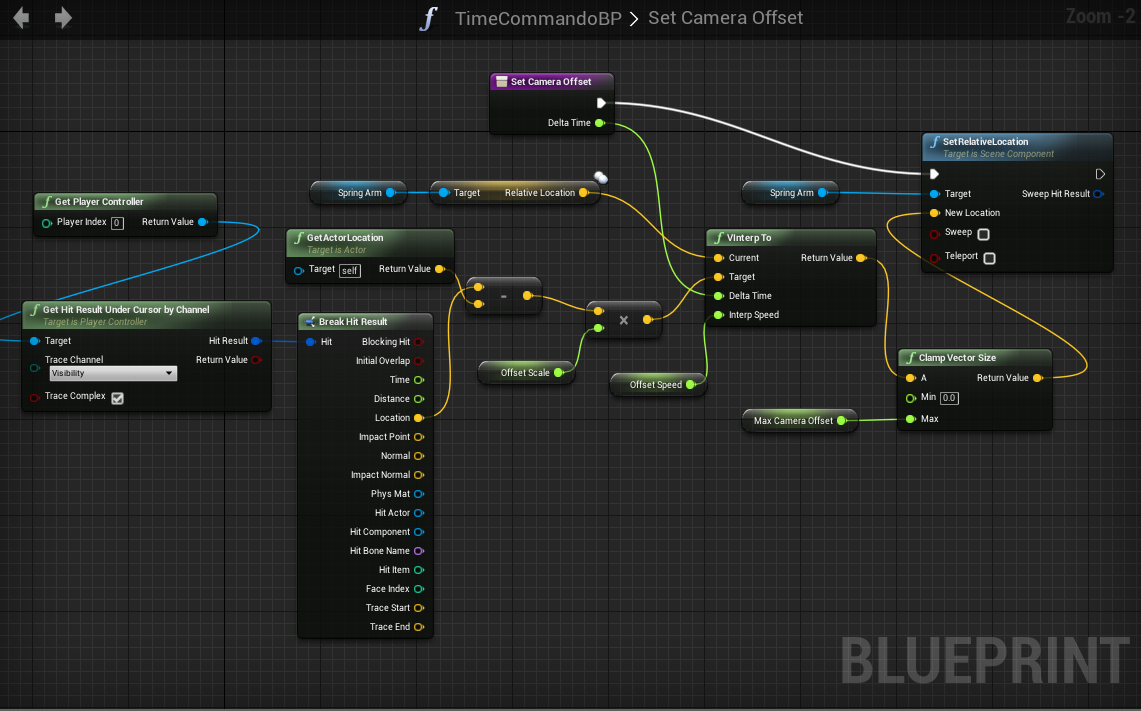 TimeCommandoBP > Set Camera Offset
Zoom -2
Set Camera Offset
Delta Time
Spring Arm
Target
Relative Location
Spring Arm
SetRelativeLocation
Target is Scene Component
Target
Sweep Hit Result
New Location
Sweep
Teleport
Get Player Controller
Player Index 0
Return Value
GetActorLocation
Target is Actor
Target self
Return Value
-
×
VInterp To
Current
Return Value
Target
Delta Time
Interp Speed
Get Hit Result Under Cursor by Channel
Target is Player Controller
Target
Hit Result
Trace Channel
Return Value
Visibility
Trace Complex
Break Hit Result
Hit
Blocking Hit
Initial Overlap
Time
Distance
Location
Impact Point
Normal
Impact Normal
Phys Mat
Hit Actor
Hit Component
Hit Bone Name
Hit Item
Face Index
Trace Start
Trace End
Offset Scale
Offset Speed
Clamp Vector Size
A
Return Value
Min 0.0
Max
Max Camera Offset
BLUEPRINT